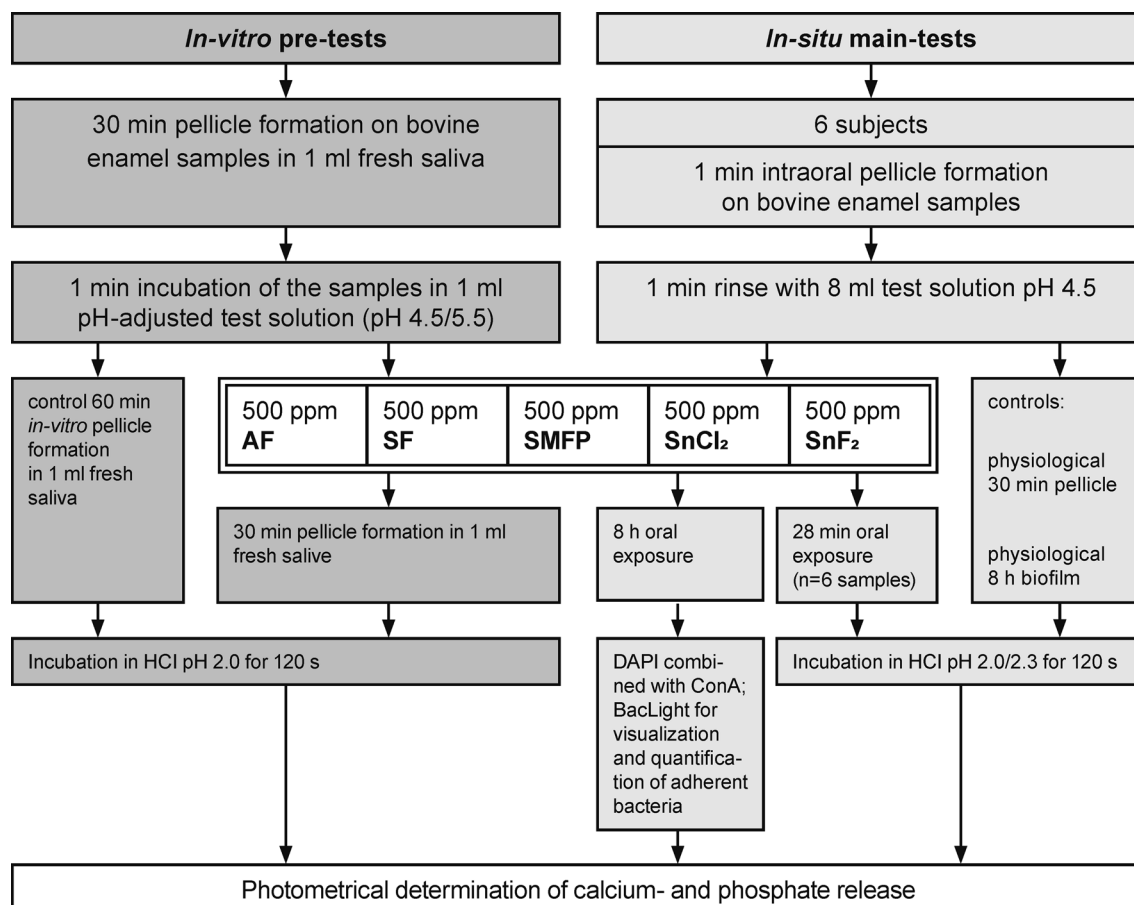 In-vitro pre-tests
In-situ main-tests
30 min pellicle formation on bovine
enamel samples in 1 ml fresh saliva
6 subjects
1 min intraoral pellicle formation
on bovine enamel samples
1 min incubation of the samples in 1 ml
pH-adjusted test solution (pH 4.5/5.5)
1 min rinse with 8 ml test solution pH 4.5
control 60 min
in-vitro pellicle
formation
in 1 ml fresh
saliva
500 ppm
AF
500 ppm
SF
500 ppm
SMFP
500 ppm
SnCl₂
500 ppm
SnF₂
controls:
physiological
30 min pellicle
physiological
8 h biofilm
30 min pellicle formation in 1 ml
fresh salive
8 h oral
exposure
28 min oral
exposure
(n=6 samples)
Incubation in HCl pH 2.0 for 120 s
DAPI combi-
ned with ConA;
BacLight for
visualization
and quantifica-
tion of adherent
bacteria
Incubation in HCl pH 2.0/2.3 for 120 s
Photometrical determination of calcium- and phosphate release